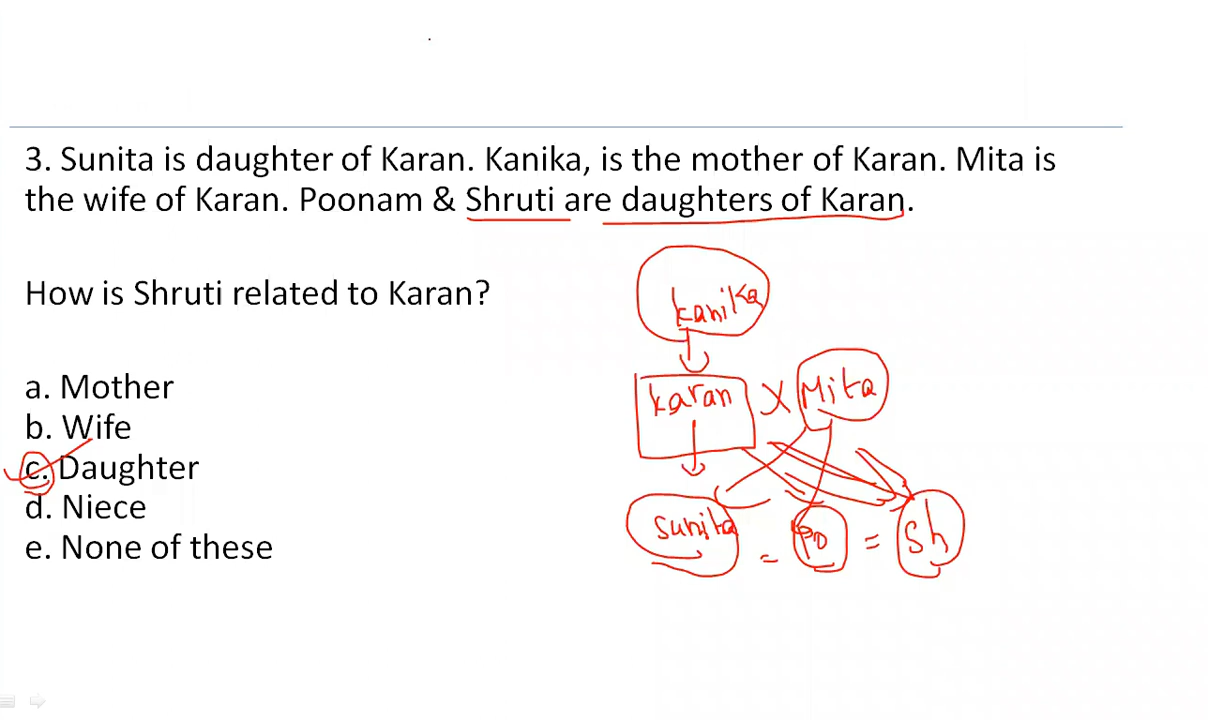 3. Sunita is daughter of Karan. Kanika, is the mother of Karan. Mita is
the wife of Karan. Poonam & Shruti are daughters of Karan.
How is Shruti related to Karan?
a. Mother
b. Wife
c. Daughter
d. Niece
e. None of these
kanika
karan X Mita
sunita = po = sh